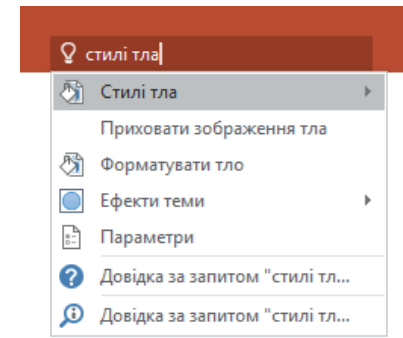 стилі тла
Стилі тла
Приховати зображення тла
Форматувати тло
Ефекти теми
Параметри
Довідка за запитом "стилі тл...
Довідка за запитом "стилі тл...